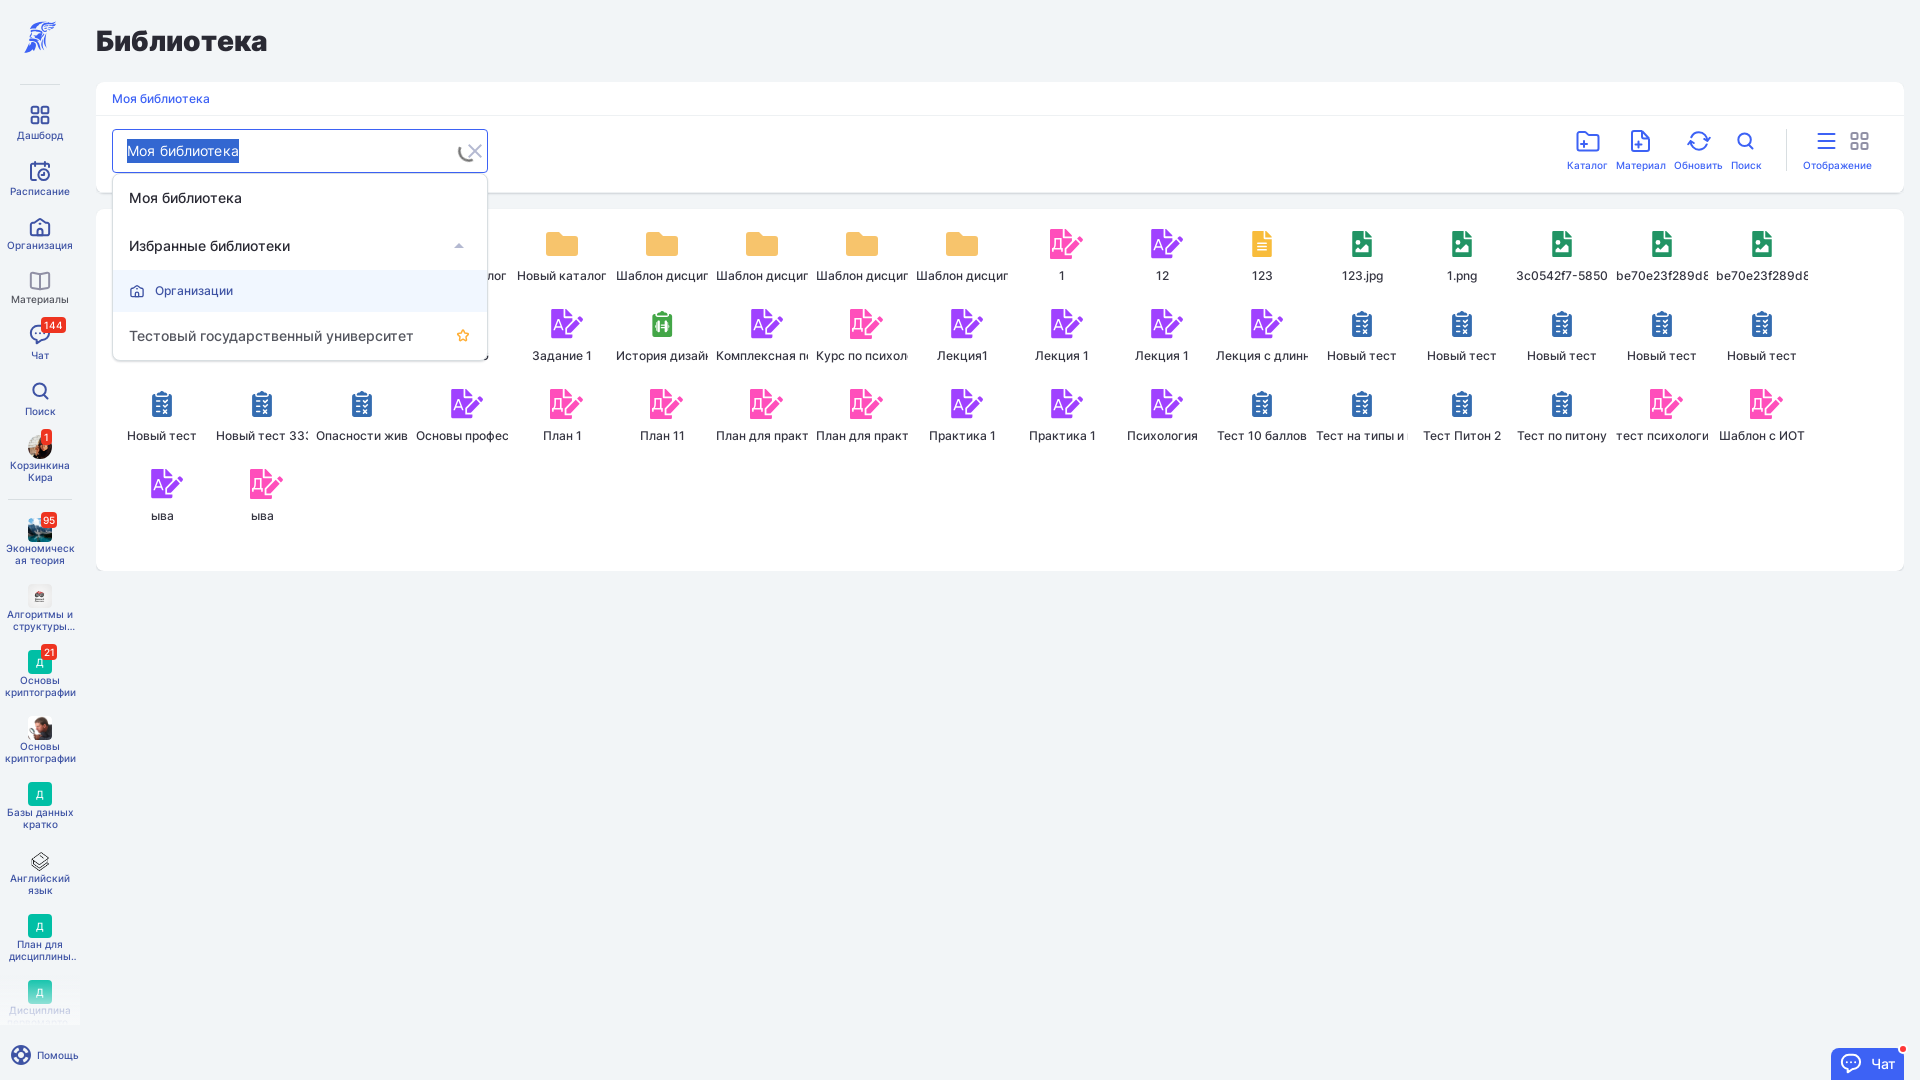 Библиотека
Моя библиотека
Моя библиотека
Каталог
Материал
Обновить
Поиск
Отображение
Моя библиотека
Избранные библиотеки
Организации
Тестовый государственный университет
Дашборд
Расписание
Организация
Материалы
144
Чат
Поиск
1
Корзинкина
Кира
95
Экономическ
ая теория
Алгоритмы и
структуры...
Д
21
Основы
криптографии
Основы
криптографии
Д
Базы данных
кратко
Английский
язык
Д
План для
дисциплины..
Д
Дисциплина
Помощь
лог
Новый каталог
Шаблон дисцип
Шаблон дисцип
Шаблон дисцип
Шаблон дисцип
1
12
123
123.jpg
1.png
3c0542f7-5850
be70e23f289d8
be70e23f289d8
Задание 1
История дизайн
Комплексная по
Курс по психоло
Лекция1
Лекция 1
Лекция 1
Лекция с длинн
Новый тест
Новый тест
Новый тест
Новый тест
Новый тест
Новый тест
Новый тест 333
Опасности жив
Основы профес
План 1
План 11
План для практ
План для практ
Практика 1
Практика 1
Психология
Тест 10 баллов
Тест на типы и
Тест Питон 2
Тест по питону
тест психологи
Шаблон с ИОТ
ыва
ыва
Чат